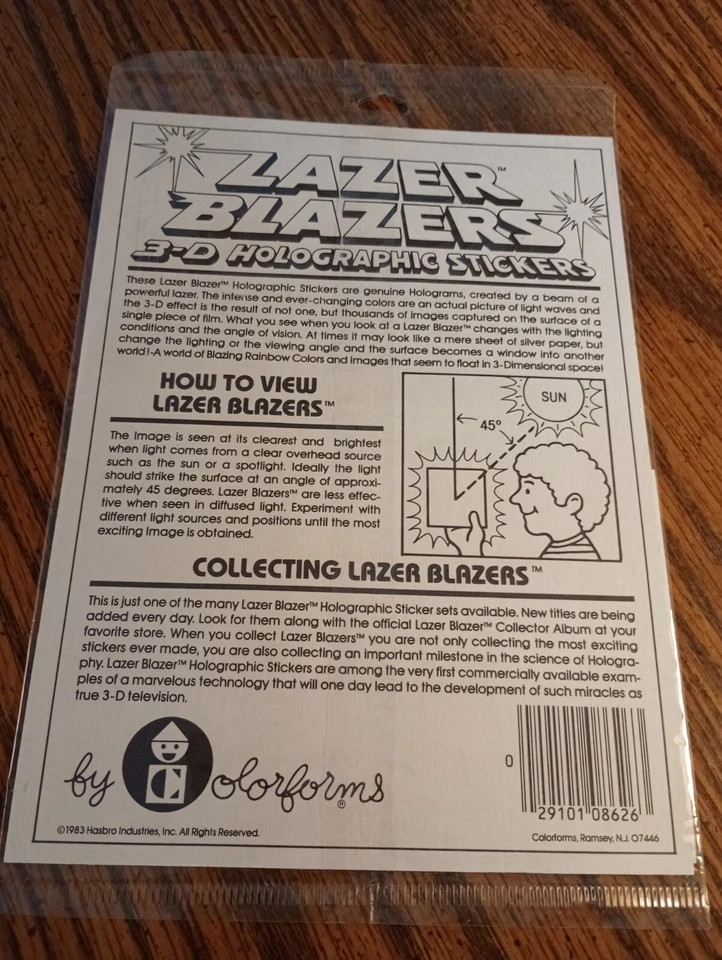 LAZER™
BLAZERS
3-D HOLOGRAPHIC STICKERS
These Lazer Blazer™ Holographic Stickers are genuine Holograms, created by a beam of a
powerful lazer. The intense and ever-changing colors are an actual picture of light waves and
the 3-D effect is the result of not one, but thousands of images captured on the surface of a
single piece of film. What you see when you look at a Lazer Blazer™ changes with the lighting
conditions and the angle of vision. At times it may look like a mere sheet of silver paper, but
change the lighting or the viewing angle and the surface becomes a window into another
world!-A world of Blazing Rainbow Colors and Images that seem to float in 3-Dimensional space!
HOW TO VIEW
LAZER BLAZERS™
The Image is seen at its clearest and brightest
when light comes from a clear overhead source
such as the sun or a spotlight. Ideally the light
should strike the surface at an angle of approxi-
mately 45 degrees. Lazer Blazers™ are less effec-
tive when seen in diffused light. Experiment with
different light sources and positions until the most
exciting Image is obtained.
SUN
45°
COLLECTING LAZER BLAZERS™
This is just one of the many Lazer Blazer™ Holographic Sticker sets available. New titles are being
added every day. Look for them along with the official Lazer Blazer™ Collector Album at your
favorite store. When you collect Lazer Blazers™ you are not only collecting the most exciting
stickers ever made, you are also collecting an important milestone in the science of Hologra-
phy. Lazer Blazer™ Holographic Stickers are among the very first commercially available exam-
ples of a marvelous technology that will one day lead to the development of such miracles as
true 3-D television.
by Colorforms®
0 29101 08626
©1983 Hasbro Industries, Inc. All Rights Reserved.
Colorforms, Ramsey, N.J. 07446